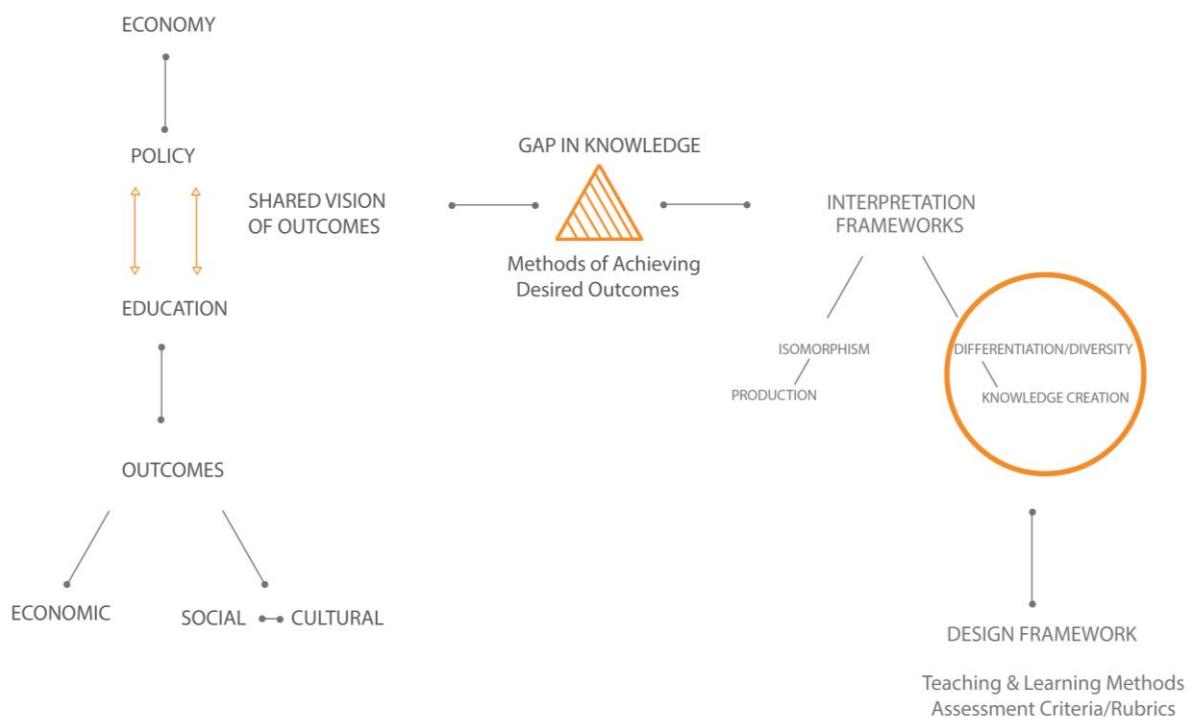 ECONOMY
POLICY
SHARED VISION
OF OUTCOMES
EDUCATION
OUTCOMES
ECONOMIC
SOCIAL
CULTURAL
GAP IN KNOWLEDGE
Methods of Achieving
Desired Outcomes
INTERPRETATION
FRAMEWORKS
ISOMORPHISM
PRODUCTION
DIFFERENTIATION/DIVERSITY
KNOWLEDGE CREATION
DESIGN FRAMEWORK
Teaching & Learning Methods
Assessment Criteria/Rubrics